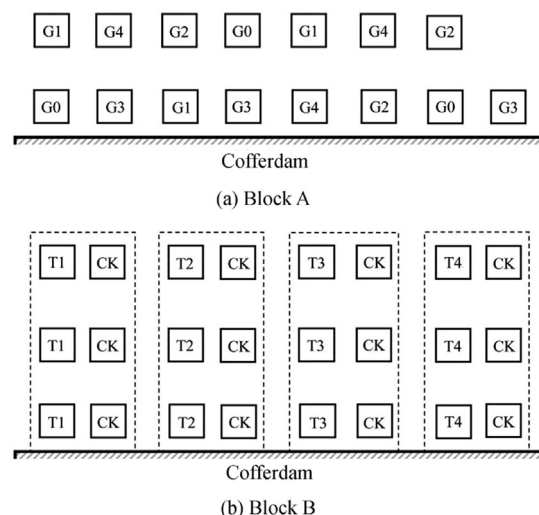 G1 G4 G2 G0 G1 G4 G2
G0 G3 G1 G3 G4 G2 G0 G3
Cofferdam
(a) Block A
T1 CK T2 CK T3 CK T4 CK
T1 CK T2 CK T3 CK T4 CK
T1 CK T2 CK T3 CK T4 CK
Cofferdam
(b) Block B